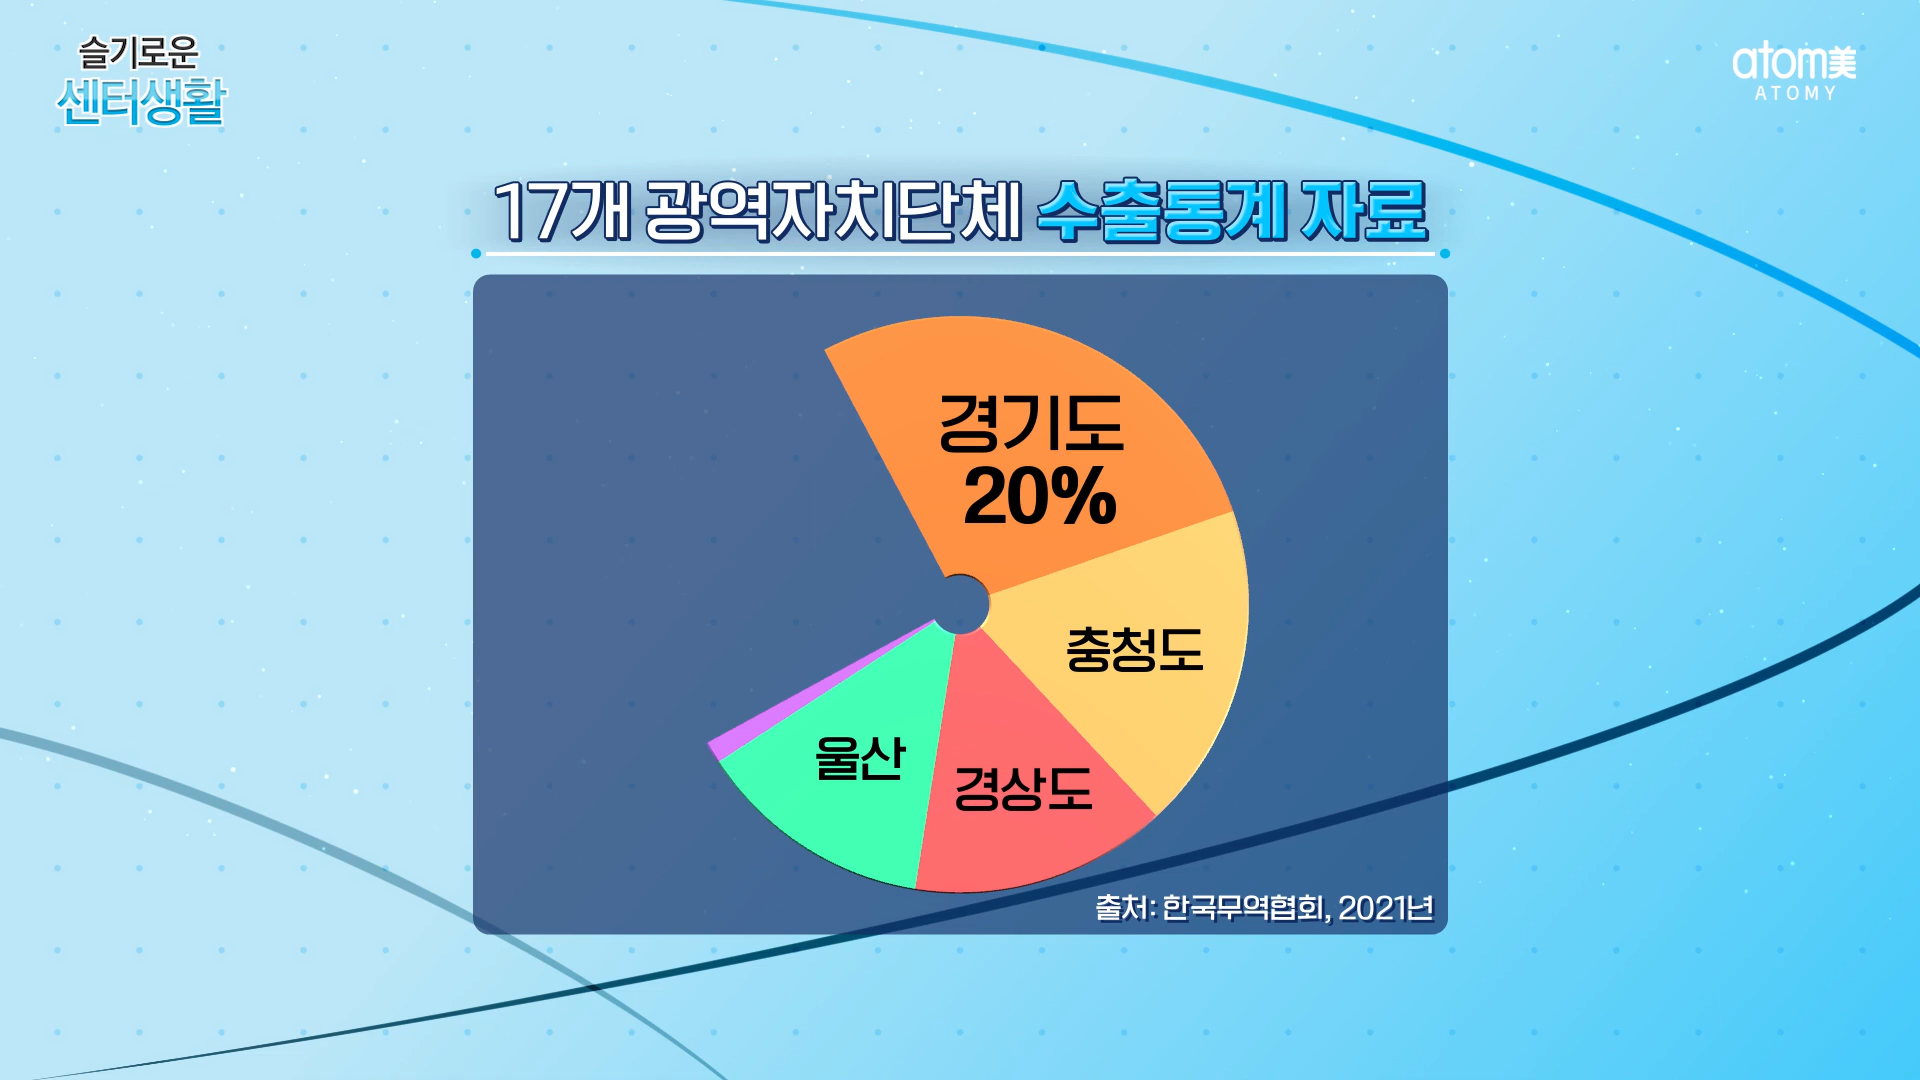 슬기로운
센터생활
atom美
ATOMY
17개 광역자치단체 수출통계 자료
경기도
20%
충청도
울산
경상도
출처: 한국무역협회, 2021년